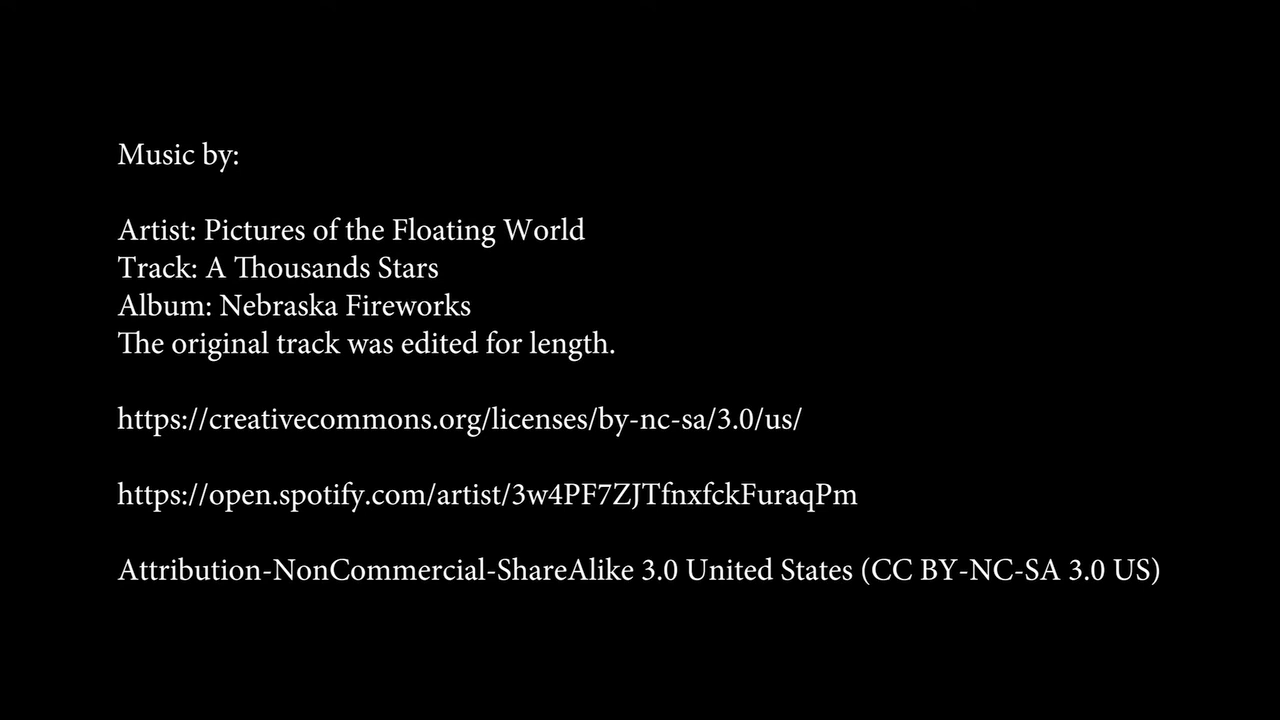 Music by:
Artist: Pictures of the Floating World
Track: A Thousands Stars
Album: Nebraska Fireworks
The original track was edited for length.
https://creativecommons.org/licenses/by-nc-sa/3.0/us/
https://open.spotify.com/artist/3w4PF7ZJTfnxfckFuraqPm
Attribution-NonCommercial-ShareAlike 3.0 United States (CC BY-NC-SA 3.0 US)